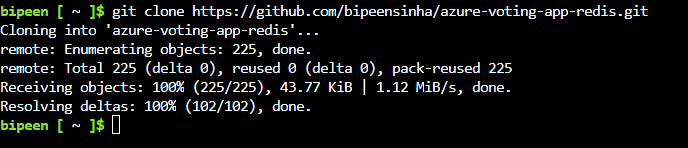 bipeen [ ~ ]$ git clone https://github.com/bipeensinha/azure-voting-app-redis.git
Cloning into 'azure-voting-app-redis'...
remote: Enumerating objects: 225, done.
remote: Total 225 (delta 0), reused 0 (delta 0), pack-reused 225
Receiving objects: 100% (225/225), 43.77 KiB | 1.12 MiB/s, done.
Resolving deltas: 100% (102/102), done.
bipeen [ ~ ]$